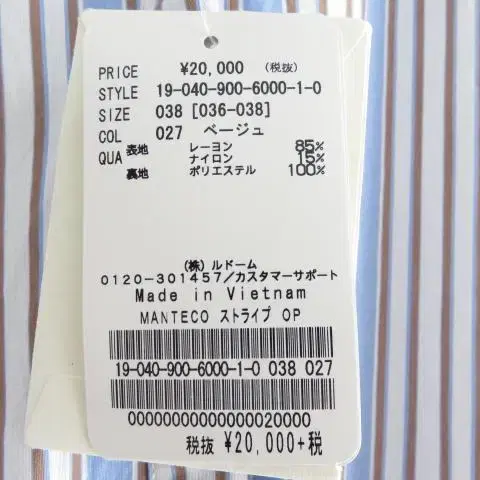 PRICE ¥20,000 (税抜)
STYLE 19-040-900-6000-1-0
SIZE 038 [036-038]
COL 027 ベージュ
QUA 表地 レーヨン 85%
ナイロン 15%
裏地 ポリエステル 100%
(株)ルドーム
0120-301457/カスタマーサポート
Made in Vietnam
MANTECO ストライプ OP
19-040-900-6000-1-0 038 027
00000000000000020000
税抜 ¥20,000+税